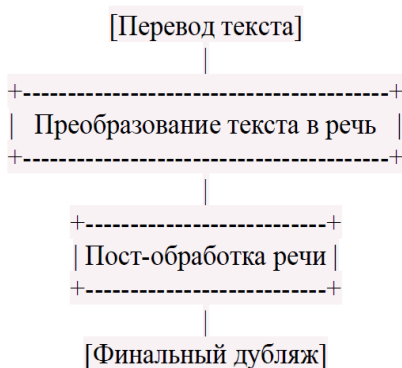 [Перевод текста]
|
+-----------------------------------------+
| Преобразование текста в речь |
+-----------------------------------------+
|
+---------------------------+
| Пост-обработка речи |
+---------------------------+
|
[Финальный дубляж]